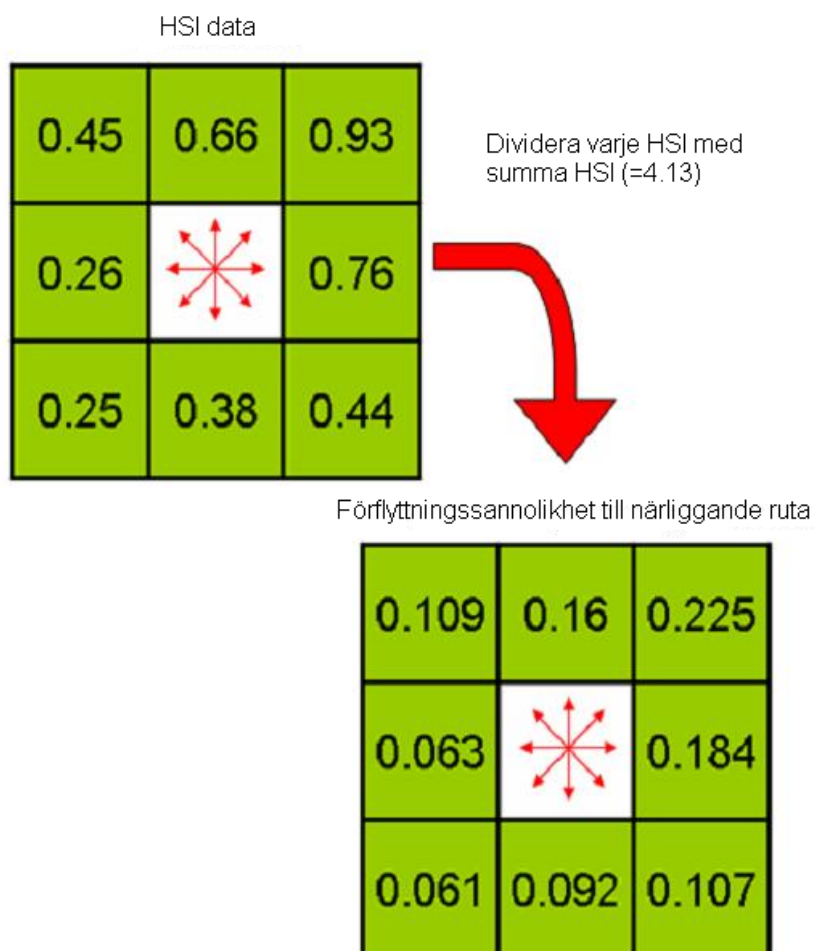 HSI data
0.45 0.66 0.93
Dividera varje HSI med
summa HSI (=4.13)
0.26 0.76
0.25 0.38 0.44
Förflyttningssannolikhet till närliggande ruta
0.109 0.16 0.225
0.063 0.184
0.061 0.092 0.107